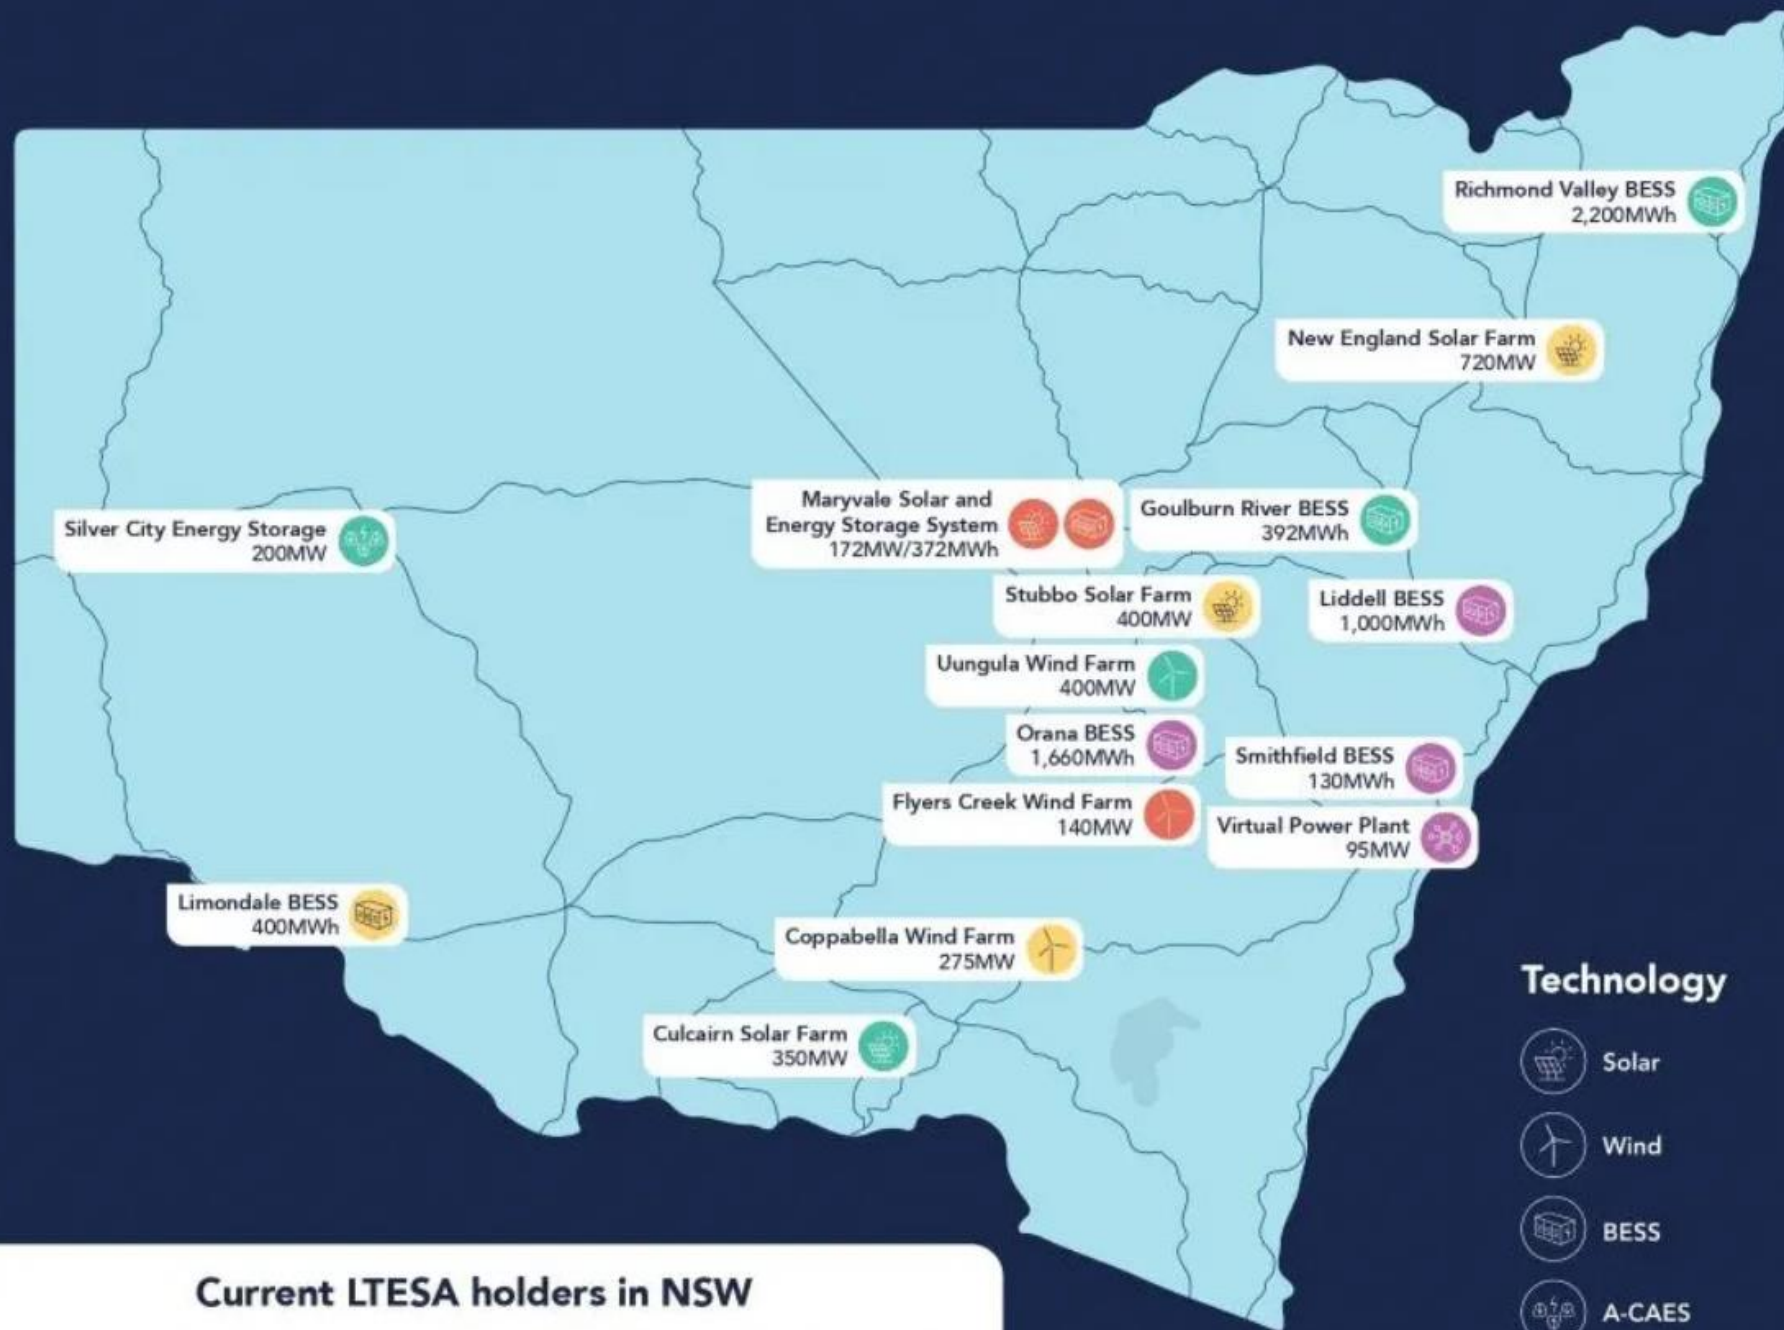 Richmond Valley BESS
2,200MWh
New England Solar Farm
720MW
Maryvale Solar and
Energy Storage System
172MW/372MWh
Goulburn River BESS
392MWh
Silver City Energy Storage
200MW
Stubbo Solar Farm
400MW
Liddell BESS
1,000MWh
Uungula Wind Farm
400MW
Orana BESS
1,660MWh
Smithfield BESS
130MWh
Flyers Creek Wind Farm
140MW
Virtual Power Plant
95MW
Limondale BESS
400MWh
Coppabella Wind Farm
275MW
Culcairn Solar Farm
350MW
Technology
Solar
Wind
BESS
A-CAES
Current LTESA holders in NSW